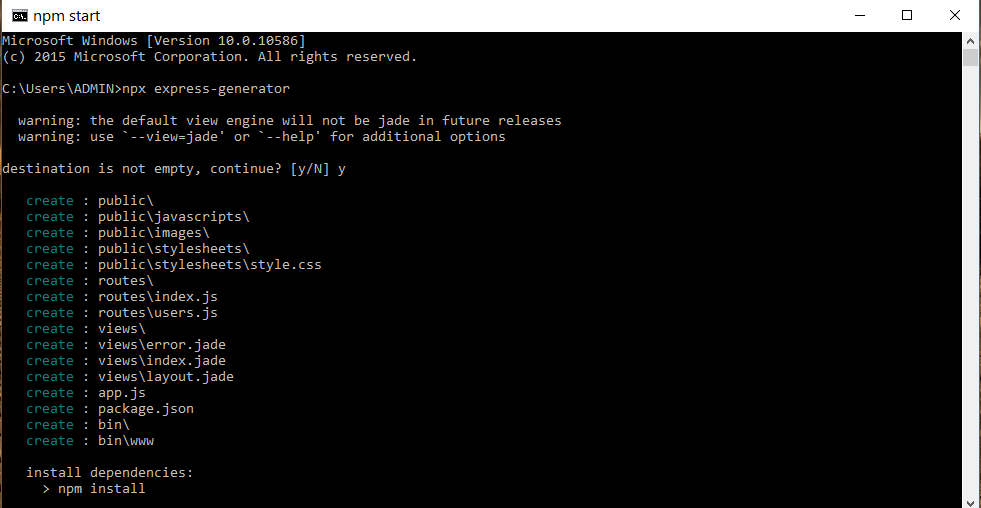 npm start
Microsoft Windows [Version 10.0.10586]
(c) 2015 Microsoft Corporation. All rights reserved.
C:\Users\ADMIN>npx express-generator
warning: the default view engine will not be jade in future releases
warning: use `--view=jade' or `--help' for additional options
destination is not empty, continue? [y/N] y
create : public\
create : public\javascripts\
create : public\images\
create : public\stylesheets\
create : public\stylesheets\style.css
create : routes\
create : routes\index.js
create : routes\users.js
create : views\
create : views\error.jade
create : views\index.jade
create : views\layout.jade
create : app.js
create : package.json
create : bin\
create : bin\www
install dependencies:
> npm install